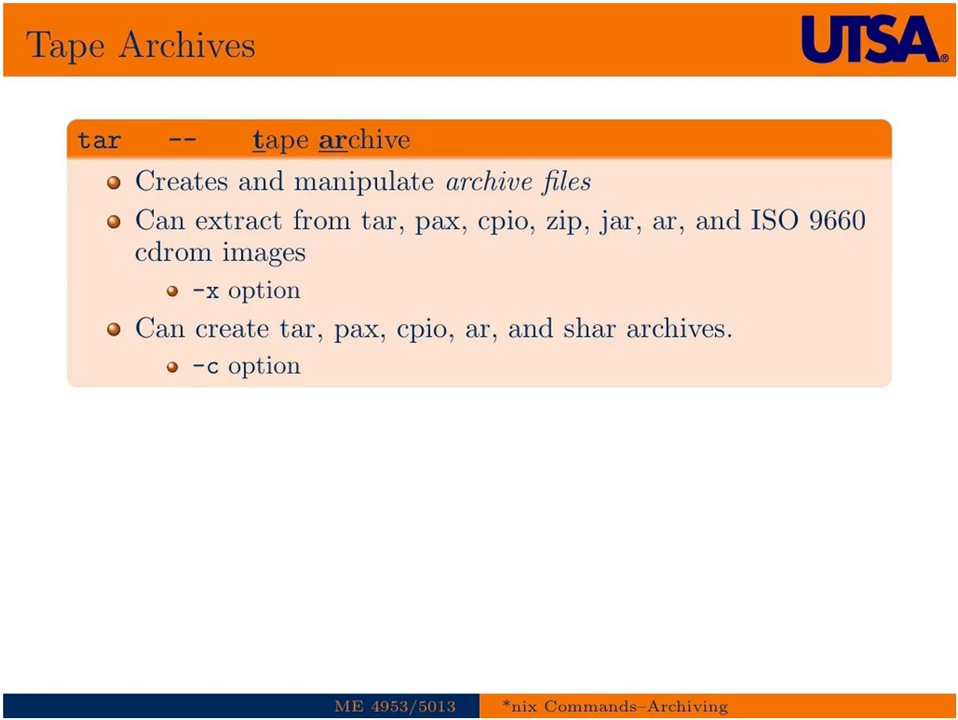 Tape Archives
UTSA®
tar -- tape archive
Creates and manipulate archive files
Can extract from tar, pax, cpio, zip, jar, ar, and ISO 9660
cdrom images
-x option
Can create tar, pax, cpio, ar, and shar archives.
-c option
ME 4953/5013 *nix Commands–Archiving